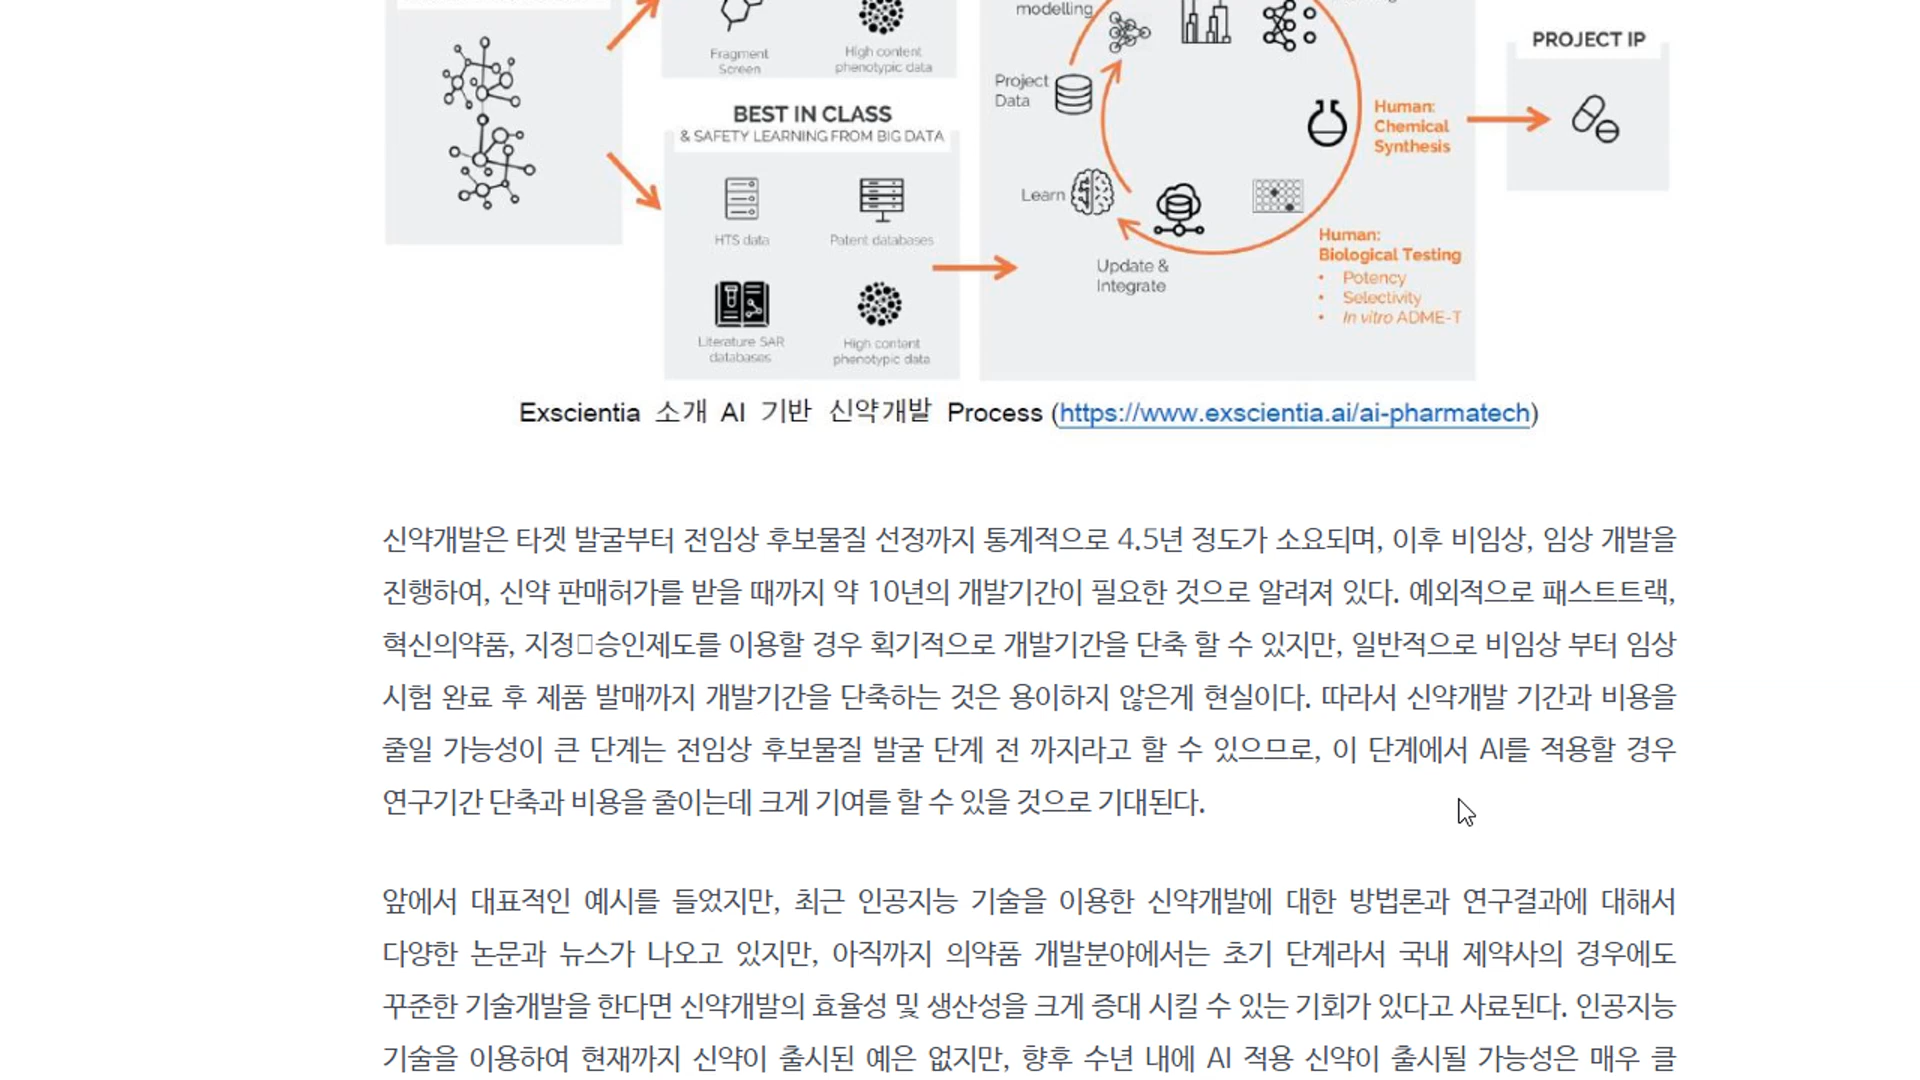 modelling
Fragment
Screen
High content
phenotypic data
Project
Data
PROJECT IP
BEST IN CLASS
& SAFETY LEARNING FROM BIG DATA
Human:
Chemical
Synthesis
Learn
HTS data
Patent databases
Human:
Biological Testing
• Potency
• Selectivity
• In vitro ADME-T
Update &
Integrate
Literature SAR
databases
High content
phenotypic data
Exscientia 소개 AI 기반 신약개발 Process (https://www.exscientia.ai/ai-pharmatech)
신약개발은 타겟 발굴부터 전임상 후보물질 선정까지 통계적으로 4.5년 정도가 소요되며, 이후 비임상, 임상 개발을
진행하여, 신약 판매허가를 받을 때까지 약 10년의 개발기간이 필요한 것으로 알려져 있다. 예외적으로 패스트트랙,
혁신의약품, 지정□승인제도를 이용할 경우 획기적으로 개발기간을 단축 할 수 있지만, 일반적으로 비임상 부터 임상
시험 완료 후 제품 발매까지 개발기간을 단축하는 것은 용이하지 않은게 현실이다. 따라서 신약개발 기간과 비용을
줄일 가능성이 큰 단계는 전임상 후보물질 발굴 단계 전 까지라고 할 수 있으므로, 이 단계에서 AI를 적용할 경우
연구기간 단축과 비용을 줄이는데 크게 기여를 할 수 있을 것으로 기대된다.
앞에서 대표적인 예시를 들었지만, 최근 인공지능 기술을 이용한 신약개발에 대한 방법론과 연구결과에 대해서
다양한 논문과 뉴스가 나오고 있지만, 아직까지 의약품 개발분야에서는 초기 단계라서 국내 제약사의 경우에도
꾸준한 기술개발을 한다면 신약개발의 효율성 및 생산성을 크게 증대 시킬 수 있는 기회가 있다고 사료된다. 인공지능
기술을 이용하여 현재까지 신약이 출시된 예은 없지만, 향후 수년 내에 AI 적용 신약이 출시될 가능성은 매우 클